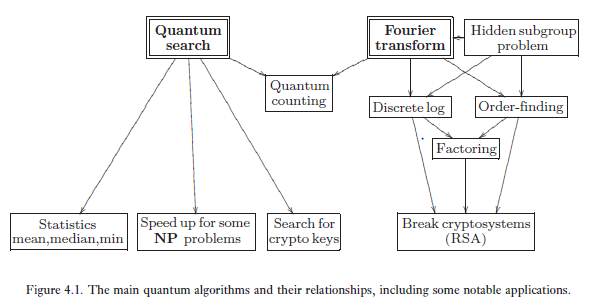 Quantum
search
Fourier
transform
Hidden subgroup
problem
Quantum
counting
Discrete log
Order-finding
Factoring
Statistics
mean,median,min
Speed up for some
NP problems
Search for
crypto keys
Break cryptosystems
(RSA)
Figure 4.1. The main quantum algorithms and their relationships, including some notable applications.